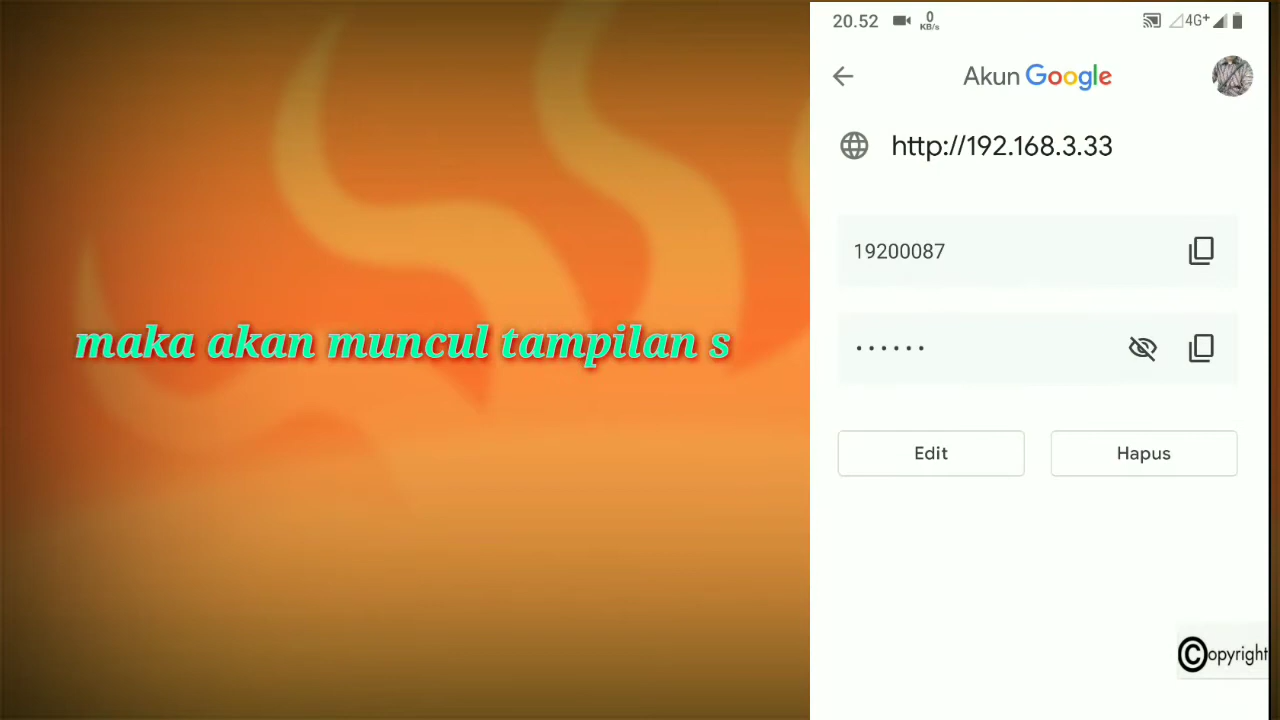 maka akan muncul tampilan s
20.52
0
KB/s
4G+
Akun Google
http://192.168.3.33
19200087
••••••
Edit
Hapus
©opyright